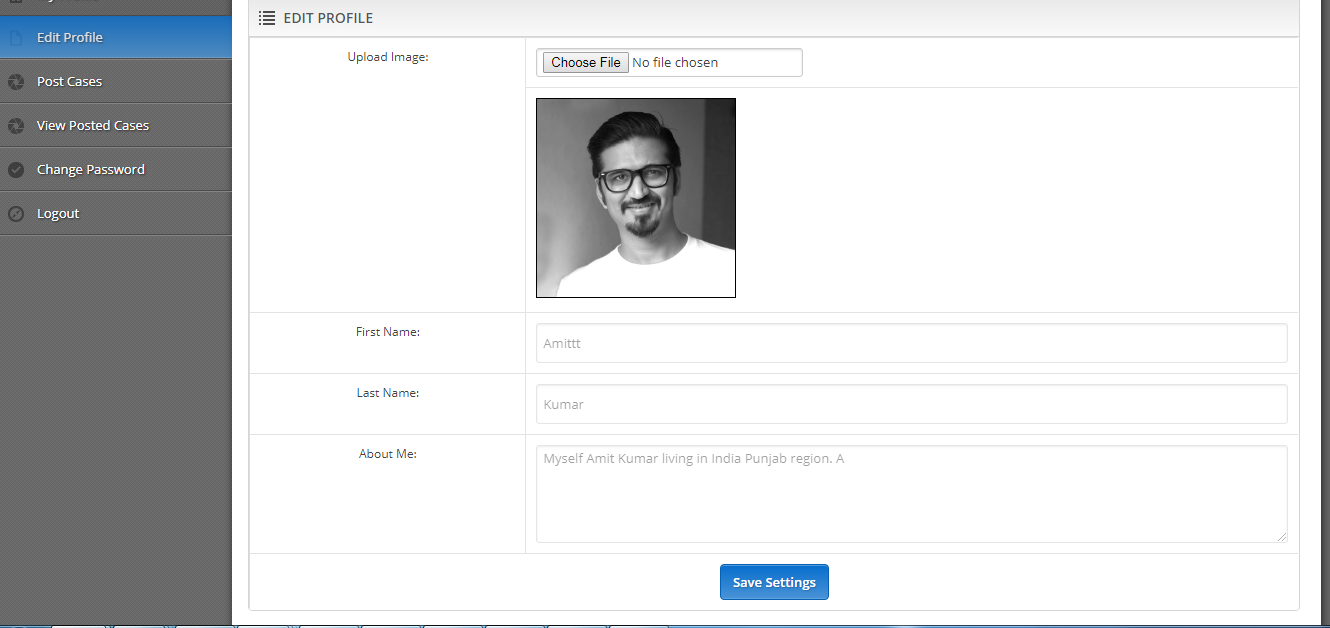 EDIT PROFILE
Edit Profile
Post Cases
View Posted Cases
Change Password
Logout
Upload Image:
Choose File No file chosen
First Name:
Amittt
Last Name:
Kumar
About Me:
Myself Amit Kumar living in India Punjab region. A
Save Settings